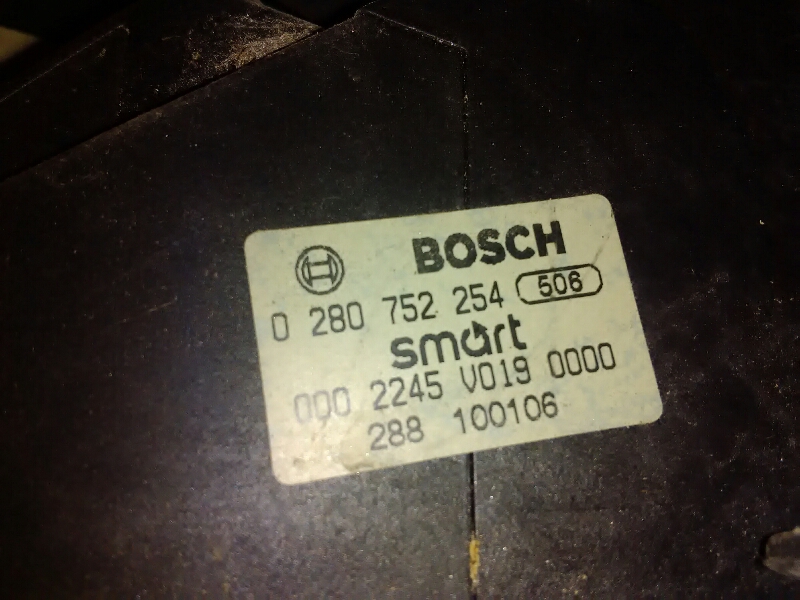 BOSCH
0 280 752 254 506
smart
000 2245 V019 0000
288 100106